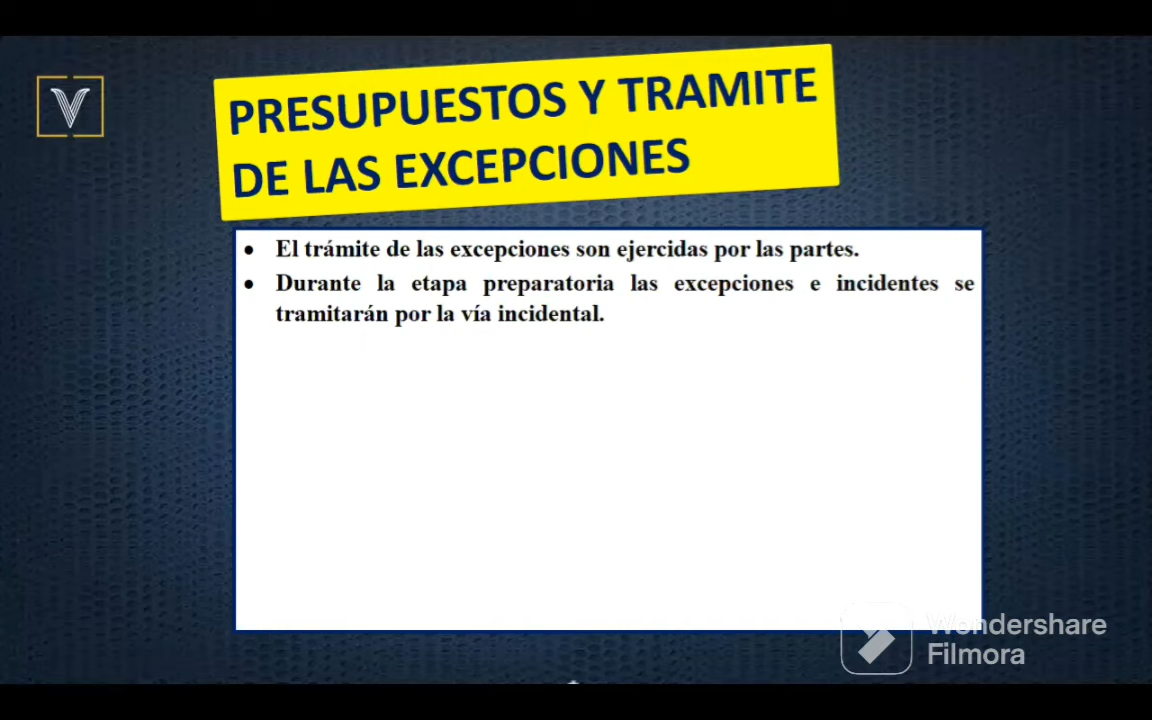 V
PRESUPUESTOS Y TRAMITE
DE LAS EXCEPCIONES
• El trámite de las excepciones son ejercidas por las partes.
• Durante la etapa preparatoria las excepciones e incidentes se
tramitarán por la vía incidental.
Wondershare
Filmora